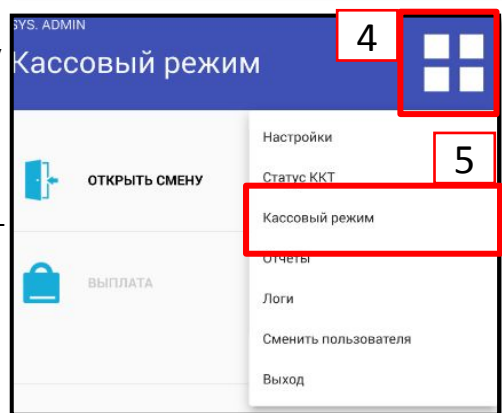 SYS. ADMIN
Кассовый режим
4
ОТКРЫТЬ СМЕНУ
ВЫПЛАТА
Настройки
5
Статус ККТ
Кассовый режим
Отчеты
Логи
Сменить пользователя
Выход